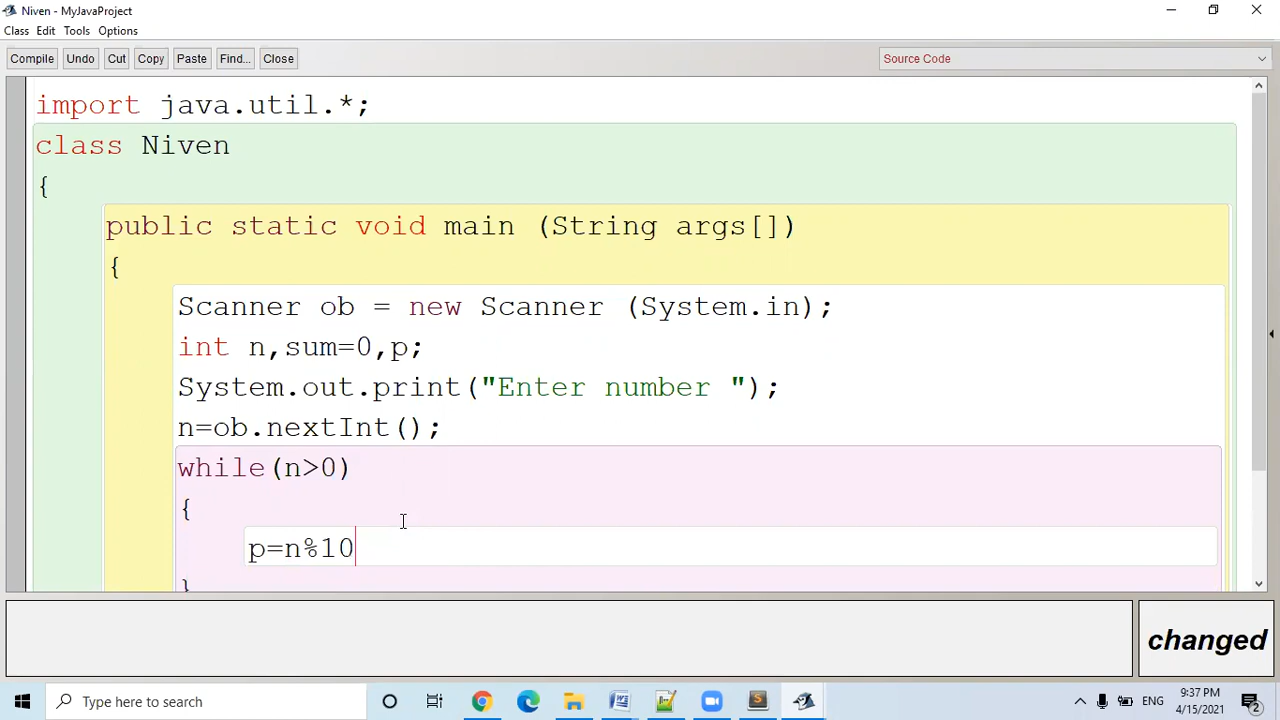 Niven - MyJavaProject
Class Edit Tools Options
Compile Undo Cut Copy Paste Find... Close Source Code
import java.util.*;
class Niven
{
public static void main (String args[])
{
Scanner ob = new Scanner (System.in);
int n,sum=0,p;
System.out.print("Enter number ");
n=ob.nextInt();
while(n>0)
{
p=n%10
}
changed
Type here to search
ENG
9:37 PM
4/15/2021
2